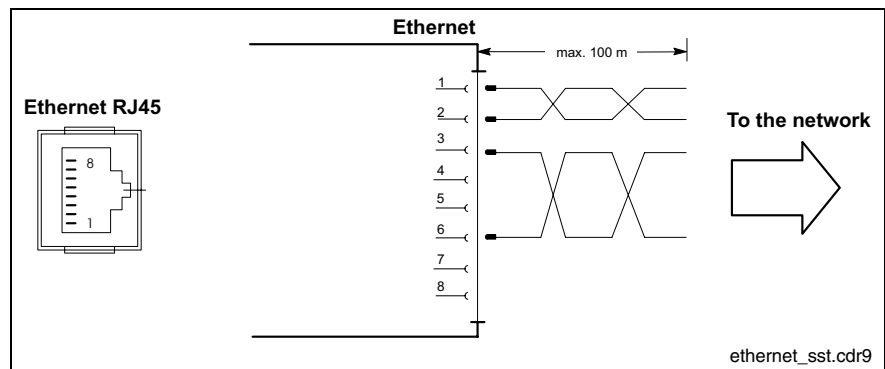 Ethernet
max. 100 m
Ethernet RJ45
8
1
1
2
3
4
5
6
7
8
To the network
ethernet_sst.cdr9